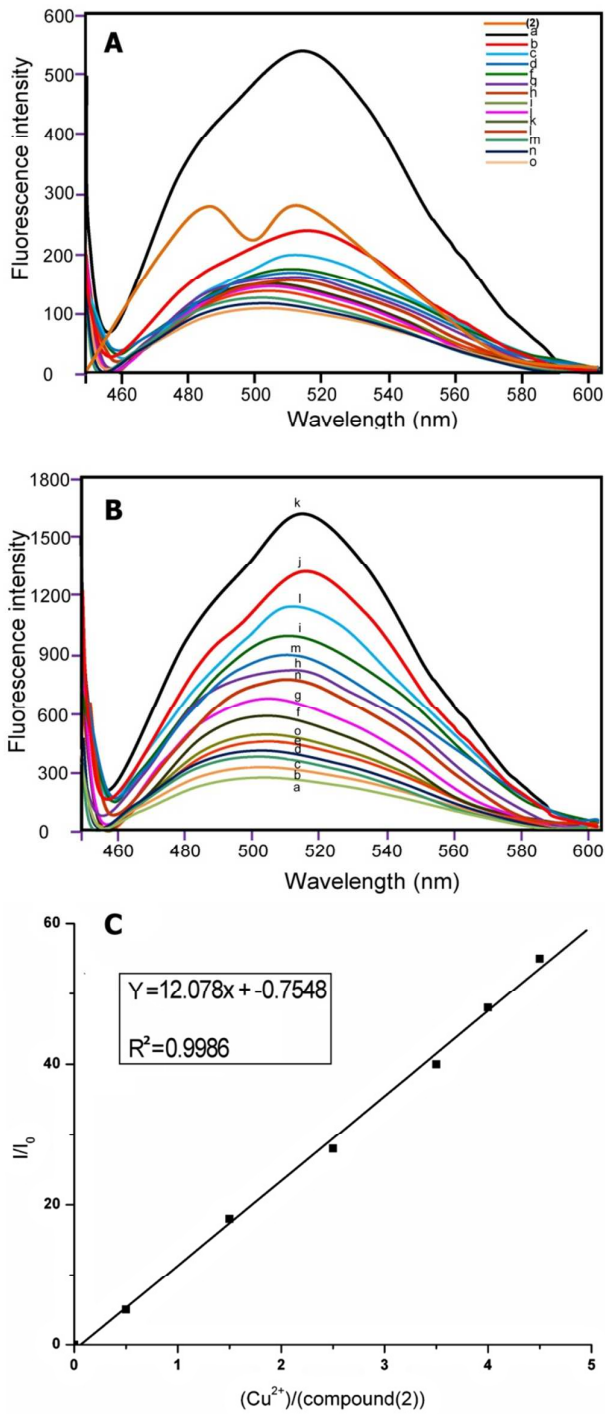 A
Fluorescence intensity
600
500
400
300
200
100
0
(2)
a
b
c
d
f
g
h
i
j
k
l
m
n
o
460 480 500 520 540 560 580 600
Wavelength (nm)
B
Fluorescence intensity
1800
1500
1200
900
600
300
0
k
j
l
i
m
h
n
g
f
o
e
d
c
b
a
460 480 500 520 540 560 580 600
Wavelength (nm)
C
I/I0
60
40
20
0
Y=12.078x + -0.7548
R²=0.9986
0 1 2 3 4 5
(Cu²⁺)/(compound(2))